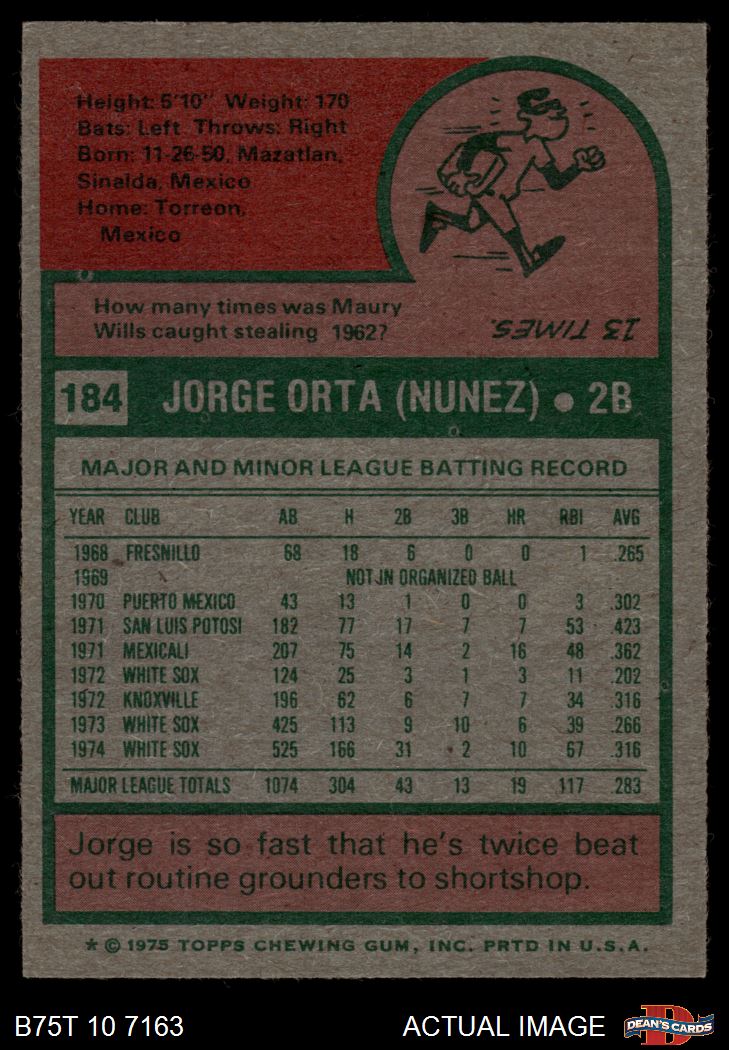 Height: 5'10" Weight: 170
Bats: Left Throws: Right
Born: 11-26-50, Mazatlan,
Sinalda, Mexico
Home: Torreon,
Mexico
How many times was Maury
Wills caught stealing 1962?
13 TIMES.
184 JORGE ORTA (NUNEZ) • 2B
MAJOR AND MINOR LEAGUE BATTING RECORD
YEAR CLUB AB H 2B 3B HR RBI AVG
1968 FRESNILLO 68 18 6 0 0 1 .265
1969 NOT IN ORGANIZED BALL
1970 PUERTO MEXICO 43 13 1 0 0 3 .302
1971 SAN LUIS POTOSI 182 77 17 7 7 53 .423
1971 MEXICALI 207 75 14 2 16 48 .362
1972 WHITE SOX 124 25 3 1 3 11 .202
1972 KNOXVILLE 196 62 6 7 7 34 .316
1973 WHITE SOX 425 113 9 10 6 39 .266
1974 WHITE SOX 525 166 31 2 10 67 .316
MAJOR LEAGUE TOTALS 1074 304 43 13 19 117 .283
Jorge is so fast that he's twice beat
out routine grounders to shortshop.
* © 1975 TOPPS CHEWING GUM, INC. PRTD IN U.S.A.
B75T 10 7163 ACTUAL IMAGE DEAN'S CARDS